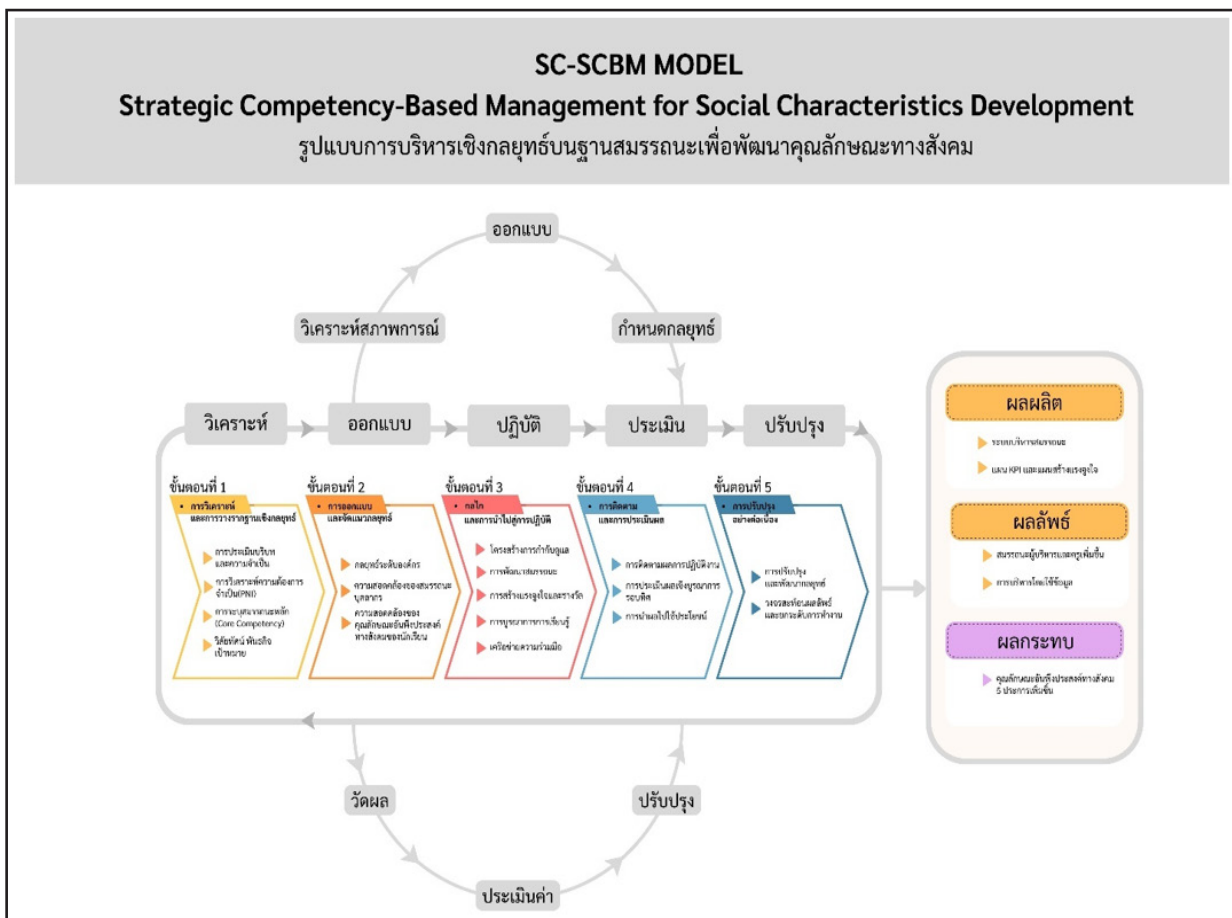 SC-SCBM MODEL
Strategic Competency-Based Management for Social Characteristics Development
รูปแบบการบริหารเชิงกลยุทธ์บนฐานสมรรถนะเพื่อพัฒนาคุณลักษณะทางสังคม
ออกแบบ
วิเคราะห์สภาพการณ์
กำหนดกลยุทธ์
วิเคราะห์
ออกแบบ
ปฏิบัติ
ประเมิน
ปรับปรุง
ขั้นตอนที่ 1
• การวิเคราะห์
และการวางรากฐานเชิงกลยุทธ์
การประเมินบริบท
และความจำเป็น
การวิเคราะห์ความต้องการ
จำเป็น(PNI)
(Core Competency)
วิสัยทัศน์ พันธกิจ
เป้าหมาย
ขั้นตอนที่ 2
• การออกแบบ
และจัดแนวกลยุทธ์
กลยุทธ์ระดับองค์กร
ความสอดคล้องของสมรรถนะ
บุคลากร
ความสอดคล้องของ
คุณลักษณะอันพึงประสงค์
ทางสังคมของนักเรียน
ขั้นตอนที่ 3
• กลไก
และการนำไปสู่การปฏิบัติ
โครงสร้างการกำกับดูแล
การพัฒนาสมรรถนะ
การสร้างแรงจูงใจและรางวัล
การบูรณาการการเรียนรู้
เครือข่ายความร่วมมือ
ขั้นตอนที่ 4
• การติดตาม
และการประเมินผล
การติดตามผลการปฏิบัติงาน
การประเมินผลเชิงบูรณาการ
รอบทิศ
การนำผลไปใช้ประโยชน์
ขั้นตอนที่ 5
• การปรับปรุง
อย่างต่อเนื่อง
การปรับปรุง
และพัฒนากลยุทธ์
วงจรสะท้อนผลลัพธ์
และยกระดับการทำงาน
ผลผลิต
ระบบบริหารสมรรถนะ
แผน KPI และแผนสร้างแรงจูงใจ
ผลลัพธ์
สมรรถนะผู้บริหารและครูเพิ่มขึ้น
การบริหารโดยใช้ข้อมูล
ผลกระทบ
คุณลักษณะอันพึงประสงค์ทางสังคม
5 ประการเพิ่มขึ้น
วัดผล
ปรับปรุง
ประเมินค่า